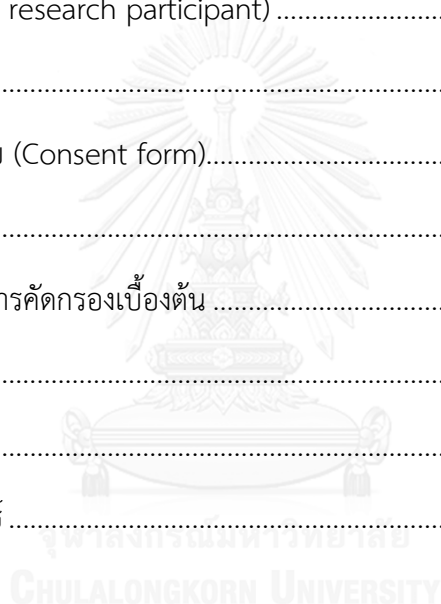 research participant) ........................
................................................................
(Consent form)....................................
................................................................
ารคัดกรองเบื้องต้น ....................................
................................................................
................................................................
................................................................
จุฬาลงกรณ์มหาวิทยาลัย
CHULALONGKORN UNIVERSITY